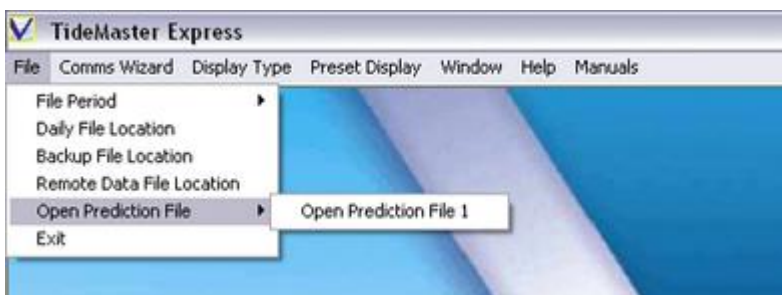 TideMaster Express
File Comms Wizard Display Type Preset Display Window Help Manuals
File Period
Daily File Location
Backup File Location
Remote Data File Location
Open Prediction File Open Prediction File 1
Exit